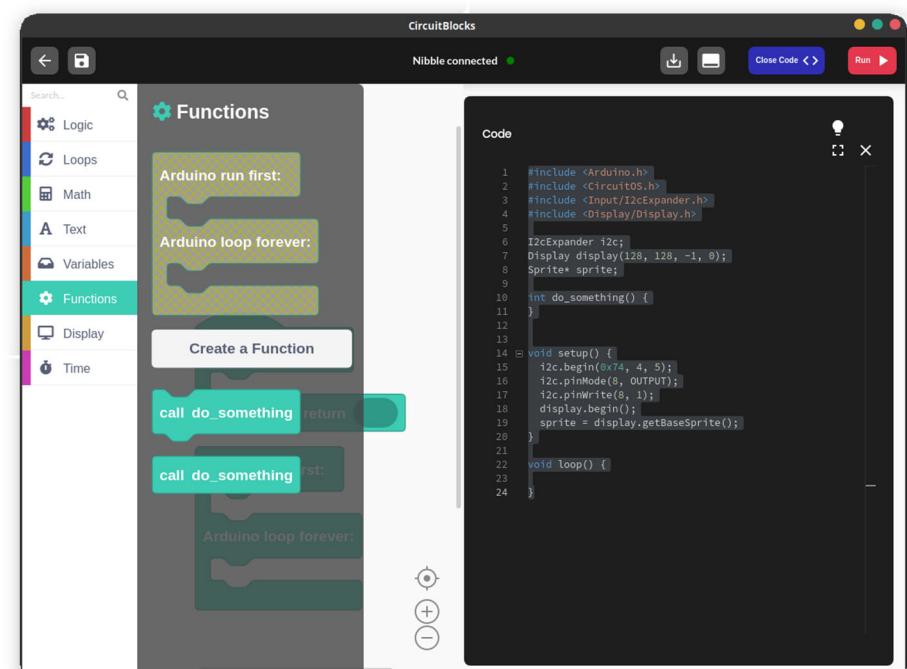 CircuitBlocks
Nibble connected
Close Code
Run
Search...
Logic
Loops
Math
Text
Variables
Functions
Display
Time
Functions
Arduino run first:
Arduino loop forever:
Create a Function
call do_something
return
call do_something
rst:
Arduino loop forever:
Code
1 #include <Arduino.h>
2 #include <CircuitOS.h>
3 #include <Input/I2cExpander.h>
4 #include <Display/Display.h>
5
6 I2cExpander i2c;
7 Display display(128, 128, -1, 0);
8 Sprite* sprite;
9
10 int do_something() {
11 }
12
13
14 void setup() {
15 i2c.begin(0x74, 4, 5);
16 i2c.pinMode(8, OUTPUT);
17 i2c.pinWrite(8, 1);
18 display.begin();
19 sprite = display.getBaseSprite();
20 }
21
22 void loop() {
23
24 }